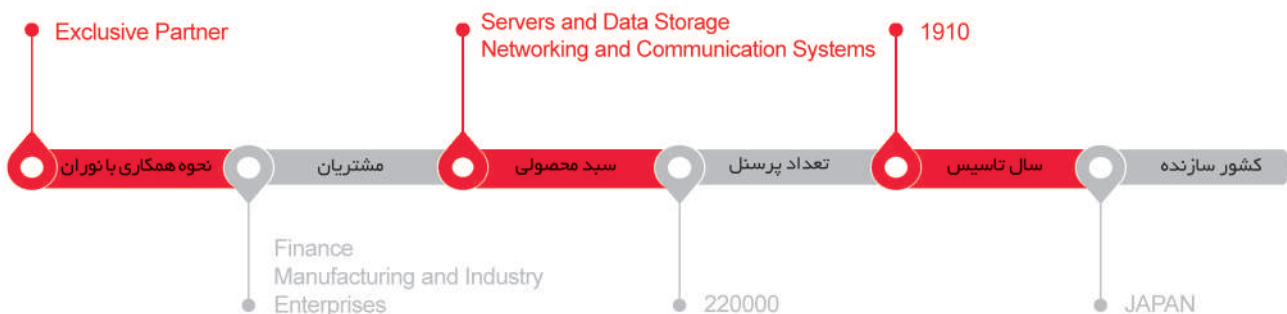 Exclusive Partner
Servers and Data Storage
Networking and Communication Systems
1910
کشور سازنده
سال تاسیس
تعداد پرسنل
سبد محصولی
مشتریان
نحوه همکاری با نوران
Finance
Manufacturing and Industry
Enterprises
220000
JAPAN